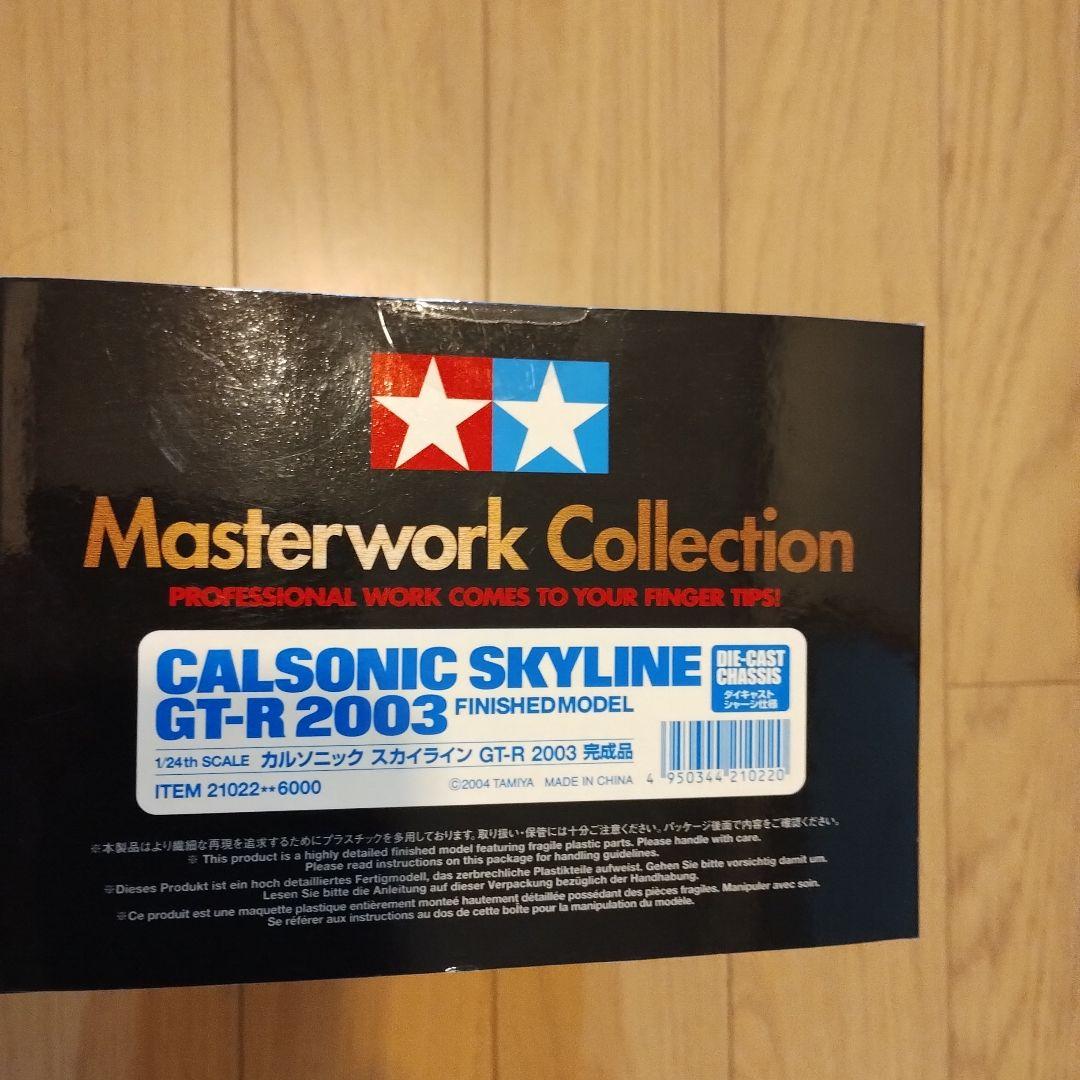 Masterwork Collection
PROFESSIONAL WORK COMES TO YOUR FINGER TIPS!
CALSONIC SKYLINE
GT-R 2003 FINISHED MODEL
DIE-CAST
CHASSIS
ダイキャスト
シャーシ仕様
1/24th SCALE カルソニック スカイライン GT-R 2003 完成品
ITEM 21022**6000
©2004 TAMIYA MADE IN CHINA
4 950344 210220
※本製品はより繊細な再現を追求するためにプラスチックを多用しております。取り扱い・保管には十分ご注意ください。パッケージ後面で内容をご確認ください。
※ This product is a highly detailed finished model featuring fragile plastic parts. Please handle with care.
Please read instructions on this package for handling guidelines.
※Dieses Produkt ist ein hoch detailliertes Fertigmodell, das zerbrechliche Plastikteile aufweist. Gehen Sie bitte vorsichtig damit um.
Lesen Sie bitte die Anleitung auf dieser Verpackung bezüglich der Handhabung.
※Ce produit est une maquette plastique entièrement monteé hautement détaillée possédant des pièces fragiles. Manipuler avec soin.
Se référer aux instructions au dos de cette boîte pour la manipulation du modèle.